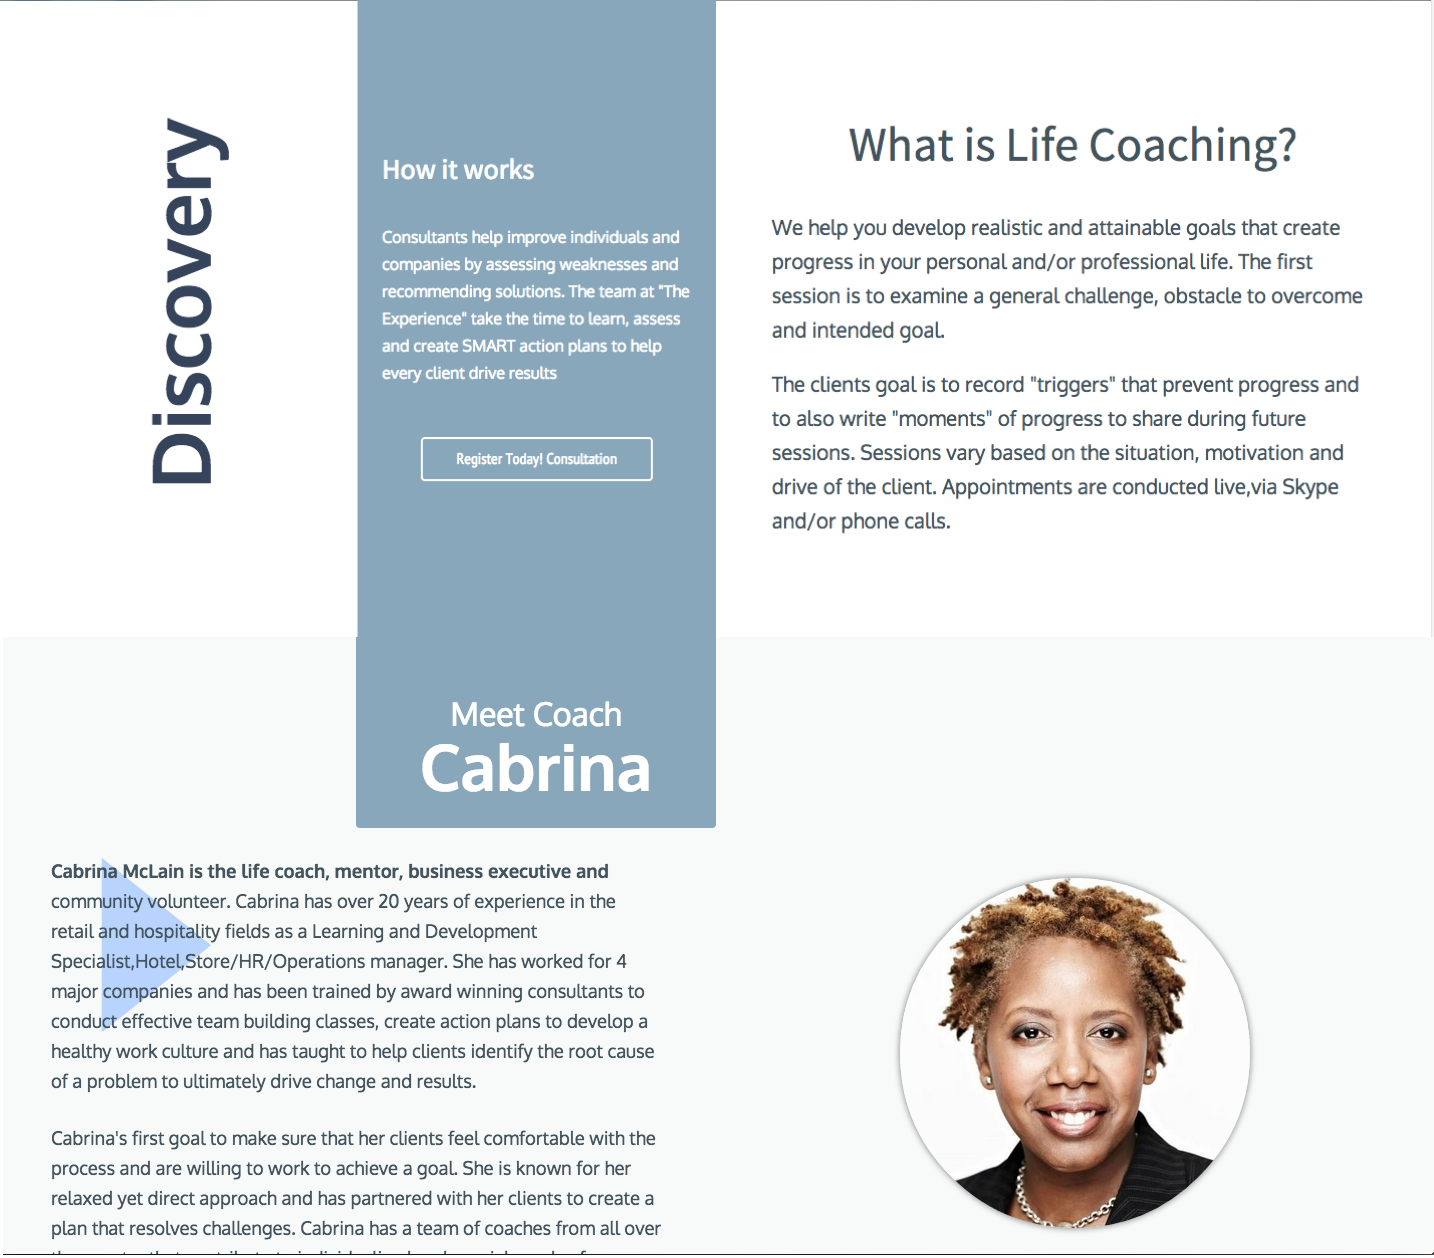 Discovery
How it works
Consultants help improve individuals and
companies by assessing weaknesses and
recommending solutions. The team at "The
Experience" take the time to learn, assess
and create SMART action plans to help
every client drive results
Register Today! Consultation
What is Life Coaching?
We help you develop realistic and attainable goals that create
progress in your personal and/or professional life. The first
session is to examine a general challenge, obstacle to overcome
and intended goal.
The clients goal is to record "triggers" that prevent progress and
to also write "moments" of progress to share during future
sessions. Sessions vary based on the situation, motivation and
drive of the client. Appointments are conducted live,via Skype
and/or phone calls.
Meet Coach
Cabrina
Cabrina McLain is the life coach, mentor, business executive and
community volunteer. Cabrina has over 20 years of experience in the
retail and hospitality fields as a Learning and Development
Specialist,Hotel,Store/HR/Operations manager. She has worked for 4
major companies and has been trained by award winning consultants to
conduct effective team building classes, create action plans to develop a
healthy work culture and has taught to help clients identify the root cause
of a problem to ultimately drive change and results.
Cabrina's first goal to make sure that her clients feel comfortable with the
process and are willing to work to achieve a goal. She is known for her
relaxed yet direct approach and has partnered with her clients to create a
plan that resolves challenges. Cabrina has a team of coaches from all over